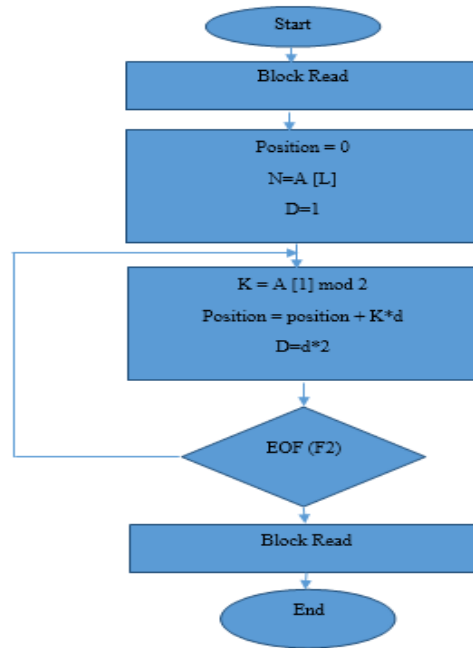 Start
Block Read
Position = 0
N=A [L]
D=1
K = A [1] mod 2
Position = position + K*d
D=d*2
EOF (F2)
Block Read
End